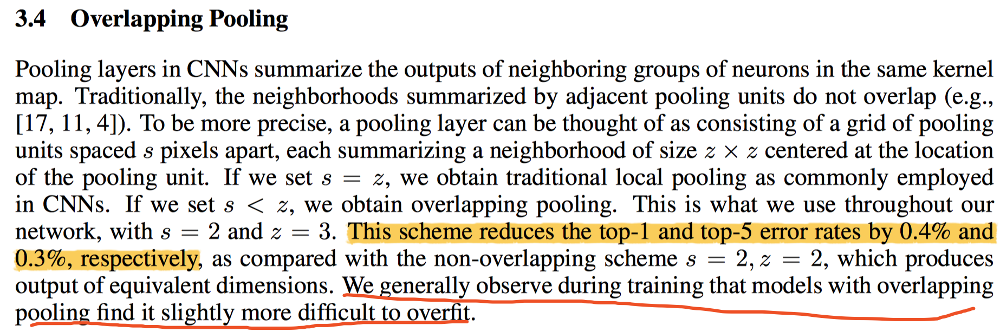 3.4 Overlapping Pooling
Pooling layers in CNNs summarize the outputs of neighboring groups of neurons in the same kernel
map. Traditionally, the neighborhoods summarized by adjacent pooling units do not overlap (e.g.,
[17, 11, 4]). To be more precise, a pooling layer can be thought of as consisting of a grid of pooling
units spaced s pixels apart, each summarizing a neighborhood of size z × z centered at the location
of the pooling unit. If we set s = z, we obtain traditional local pooling as commonly employed
in CNNs. If we set s < z, we obtain overlapping pooling. This is what we use throughout our
network, with s = 2 and z = 3. This scheme reduces the top-1 and top-5 error rates by 0.4% and
0.3%, respectively, as compared with the non-overlapping scheme s = 2, z = 2, which produces
output of equivalent dimensions. We generally observe during training that models with overlapping
pooling find it slightly more difficult to overfit.